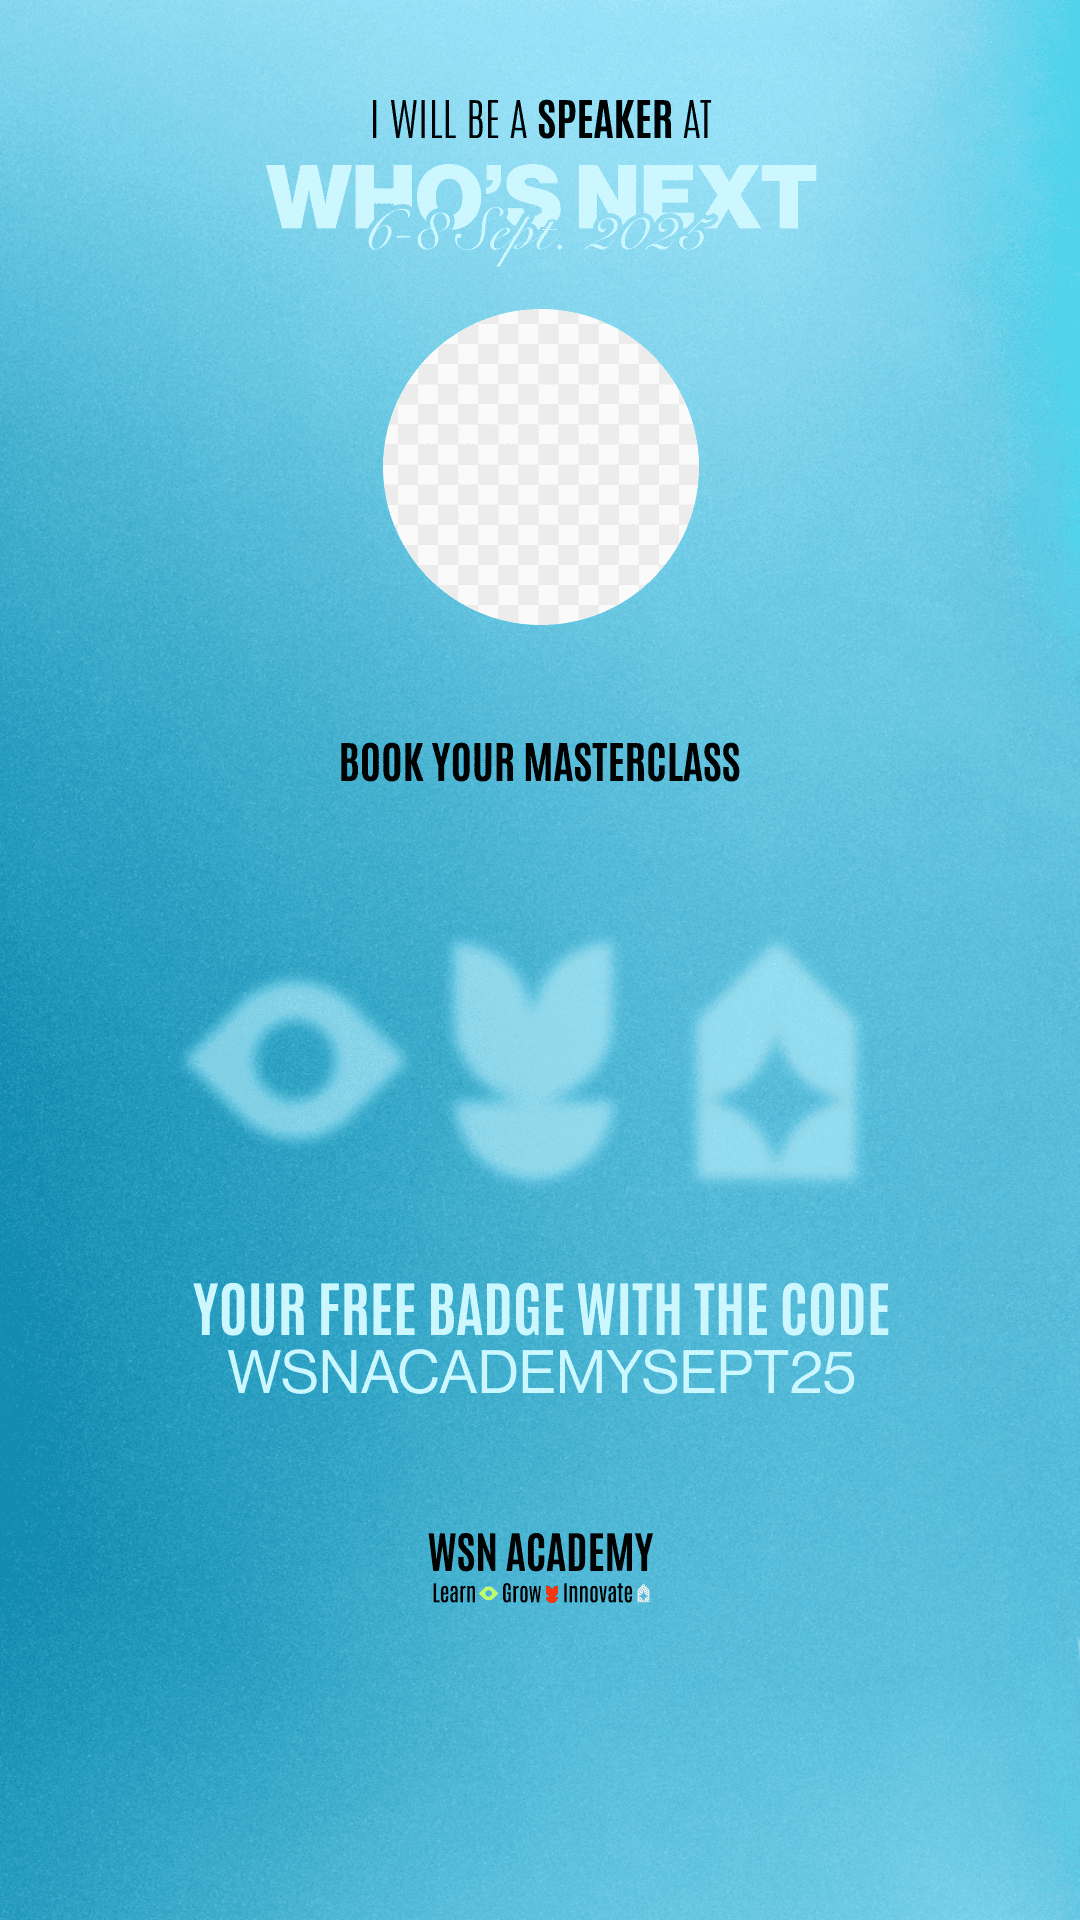 I WILL BE A SPEAKER AT
WHO'S NEXT
6-8 Sept. 2025
BOOK YOUR MASTERCLASS
YOUR FREE BADGE WITH THE CODE
WSNACADEMYSEPT25
WSN ACADEMY
Learn Grow Innovate